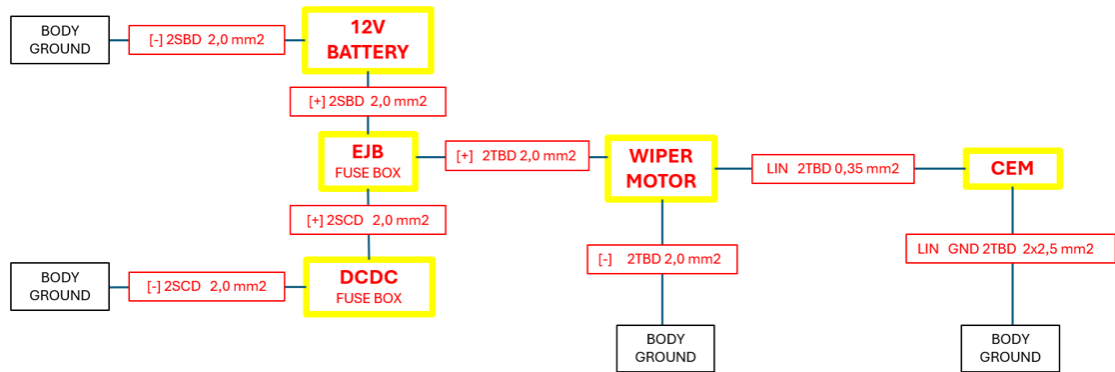 BODY
GROUND
[-] 2SBD 2,0 mm2
12V
BATTERY
[+] 2SBD 2,0 mm2
EJB
FUSE BOX
[+] 2TBD 2,0 mm2
WIPER
MOTOR
LIN 2TBD 0,35 mm2
CEM
[+] 2SCD 2,0 mm2
[-] 2TBD 2,0 mm2
LIN GND 2TBD 2x2,5 mm2
BODY
GROUND
[-] 2SCD 2,0 mm2
DCDC
FUSE BOX
BODY
GROUND
BODY
GROUND